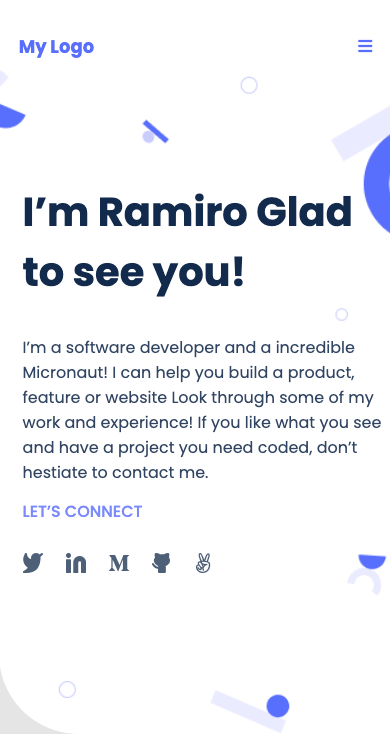 My Logo
I’m Ramiro Glad
to see you!
I’m a software developer and a incredible
Micronaut! I can help you build a product,
feature or website Look through some of my
work and experience! If you like what you see
and have a project you need coded, don’t
hestiate to contact me.
LET’S CONNECT